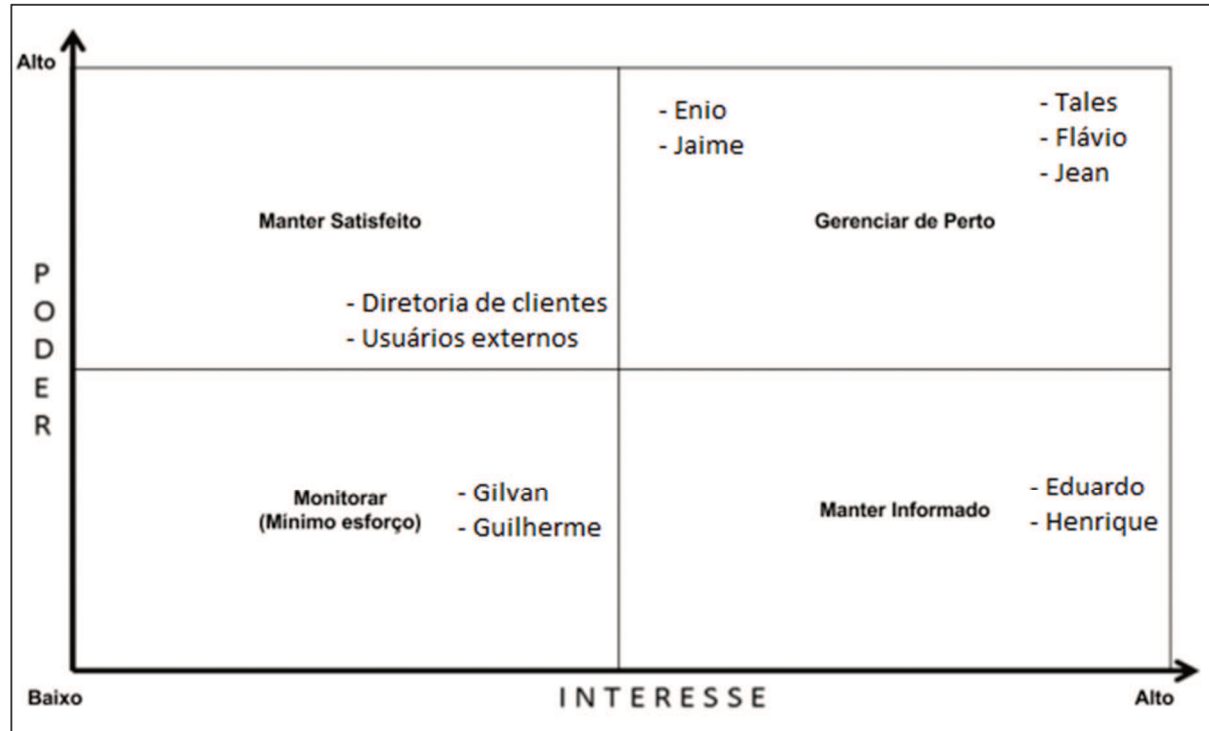 Alto
- Enio
- Jaime
- Tales
- Flávio
- Jean
Manter Satisfeito
Gerenciar de Perto
- Diretoria de clientes
- Usuários externos
PODER
Monitorar
(Mínimo esforço)
- Gilvan
- Guilherme
Manter Informado
- Eduardo
- Henrique
Baixo
INTERESSE
Alto